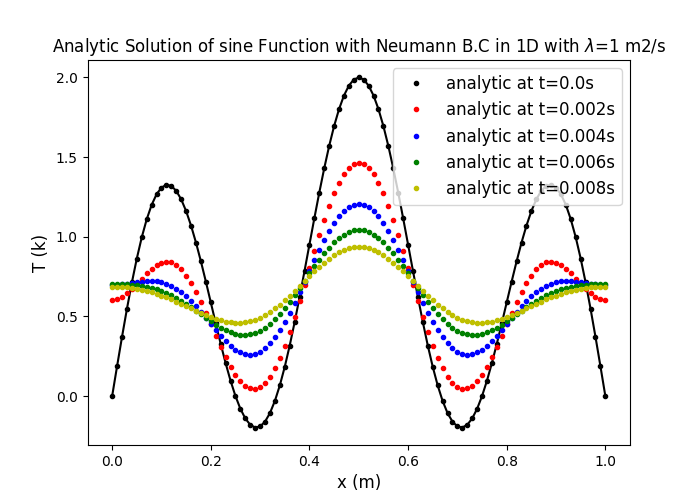 Analytic Solution of sine Function with Neumann B.C in 1D with λ=1 m2/s
analytic at t=0.0s
analytic at t=0.002s
analytic at t=0.004s
analytic at t=0.006s
analytic at t=0.008s
T (k)
2.0
1.5
1.0
0.5
0.0
0.0 0.2 0.4 0.6 0.8 1.0
x (m)